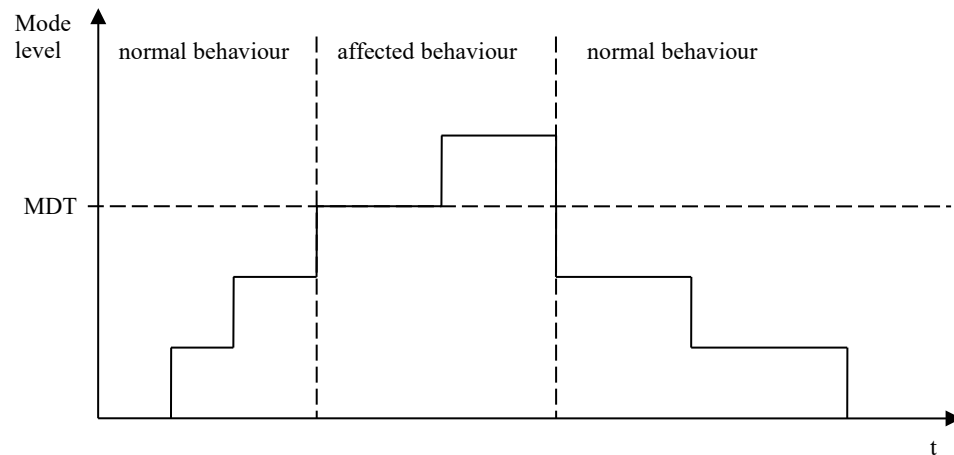 Mode
level
normal behaviour
affected behaviour
normal behaviour
MDT
t